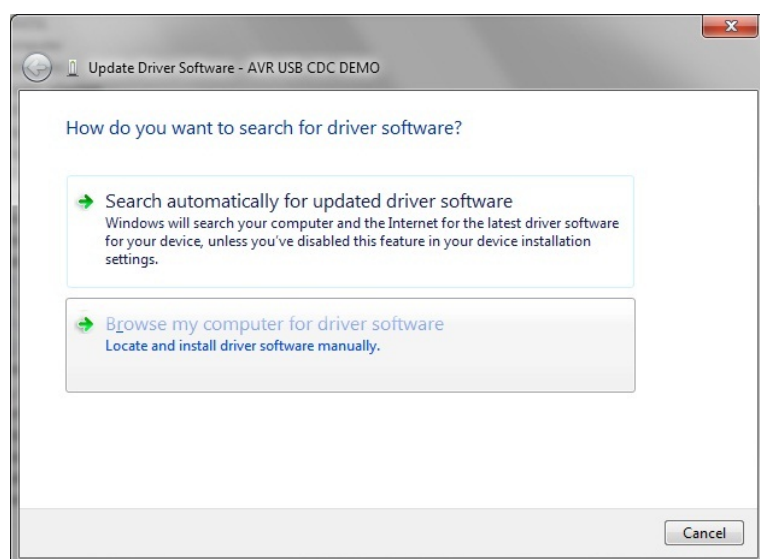 Update Driver Software - AVR USB CDC DEMO
How do you want to search for driver software?
Search automatically for updated driver software
Windows will search your computer and the Internet for the latest driver software
for your device, unless you've disabled this feature in your device installation
settings.
Browse my computer for driver software
Locate and install driver software manually.
Cancel